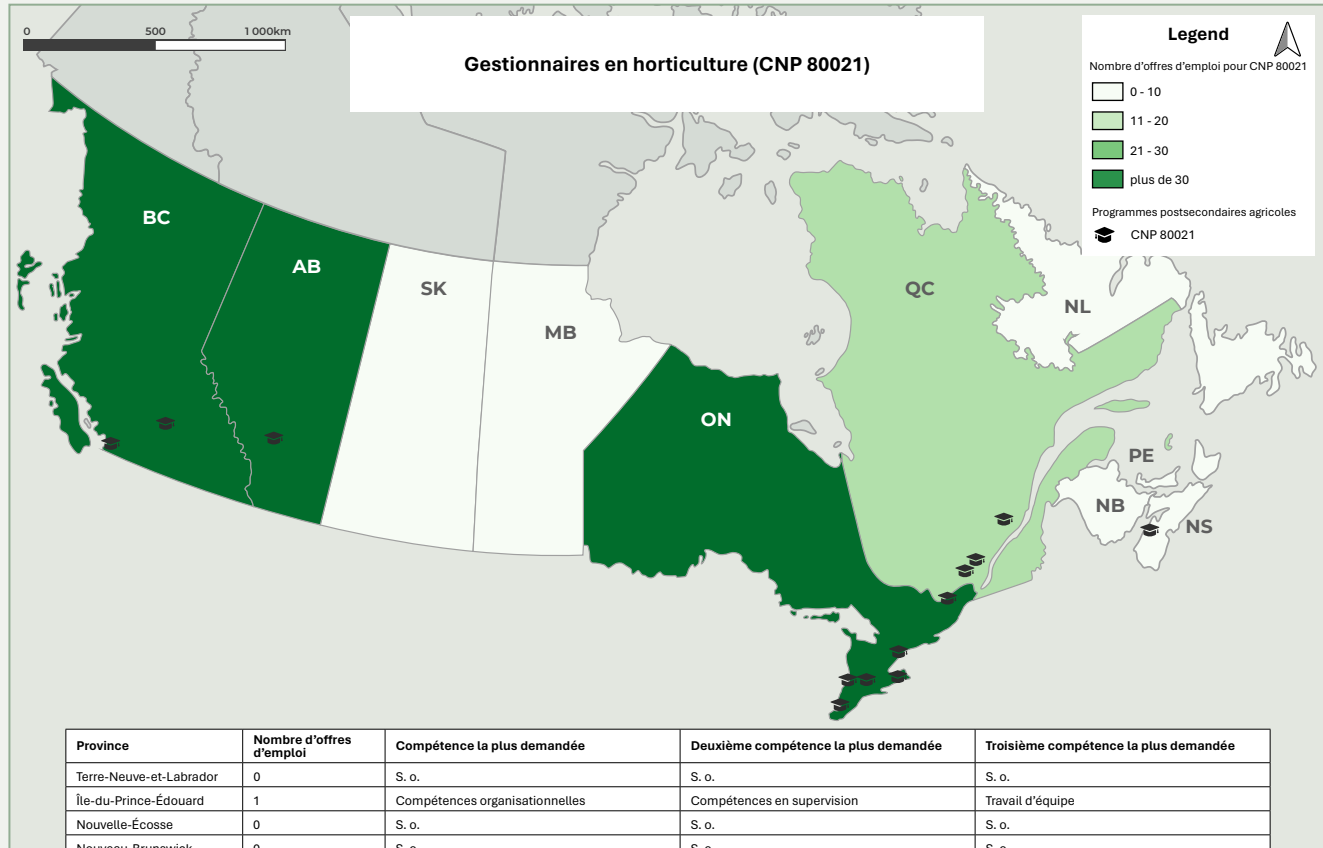 0 500 1 000km
Gestionnaires en horticulture (CNP 80021)
Legend
Nombre d'offres d'emploi pour CNP 80021
0 - 10
11 - 20
21 - 30
plus de 30
Programmes postsecondaires agricoles
CNP 80021
BC
AB
SK
MB
ON
QC
NL
PE
NB
NS
Province
Nombre d'offres
d'emploi
Compétence la plus demandée
Deuxième compétence la plus demandée
Troisième compétence la plus demandée
Terre-Neuve-et-Labrador 0 S. o. S. o. S. o.
Île-du-Prince-Édouard 1 Compétences organisationnelles Compétences en supervision Travail d'équipe
Nouvelle-Écosse 0 S. o. S. o. S. o.
Nouveau-Brunswick 0 S. o. S. o. S. o.